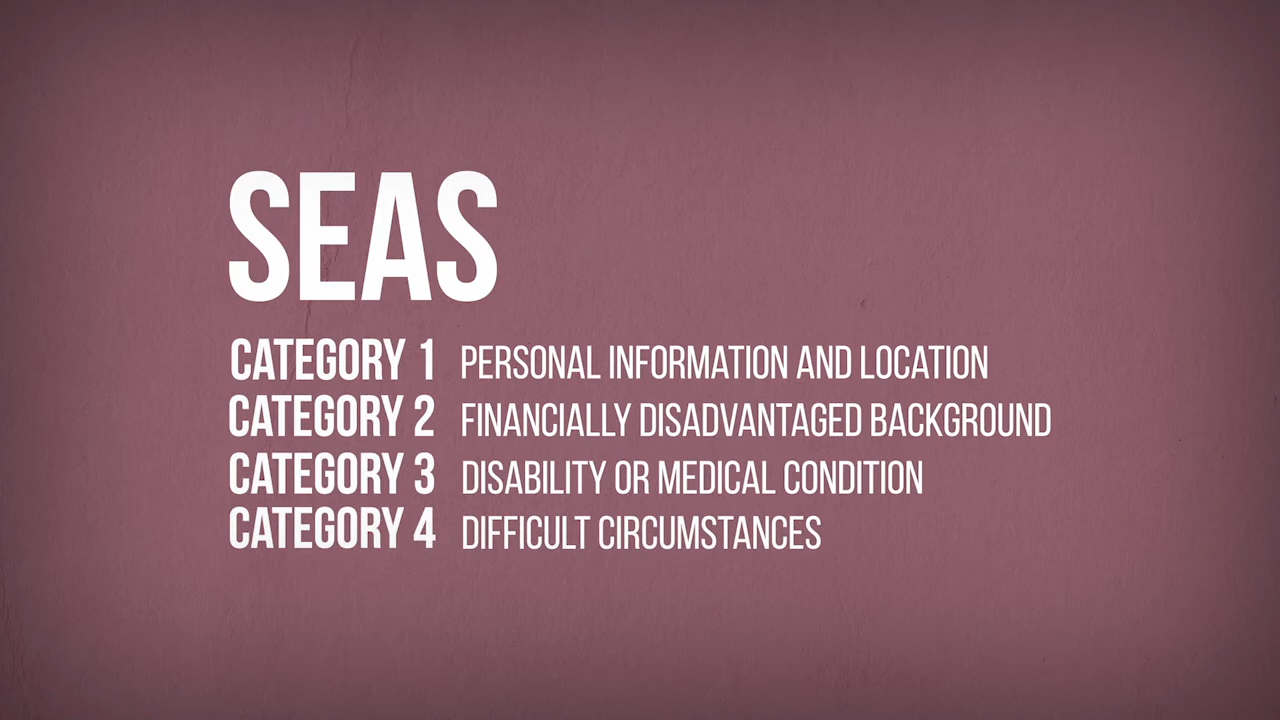 SEAS
CATEGORY 1 PERSONAL INFORMATION AND LOCATION
CATEGORY 2 FINANCIALLY DISADVANTAGED BACKGROUND
CATEGORY 3 DISABILITY OR MEDICAL CONDITION
CATEGORY 4 DIFFICULT CIRCUMSTANCES